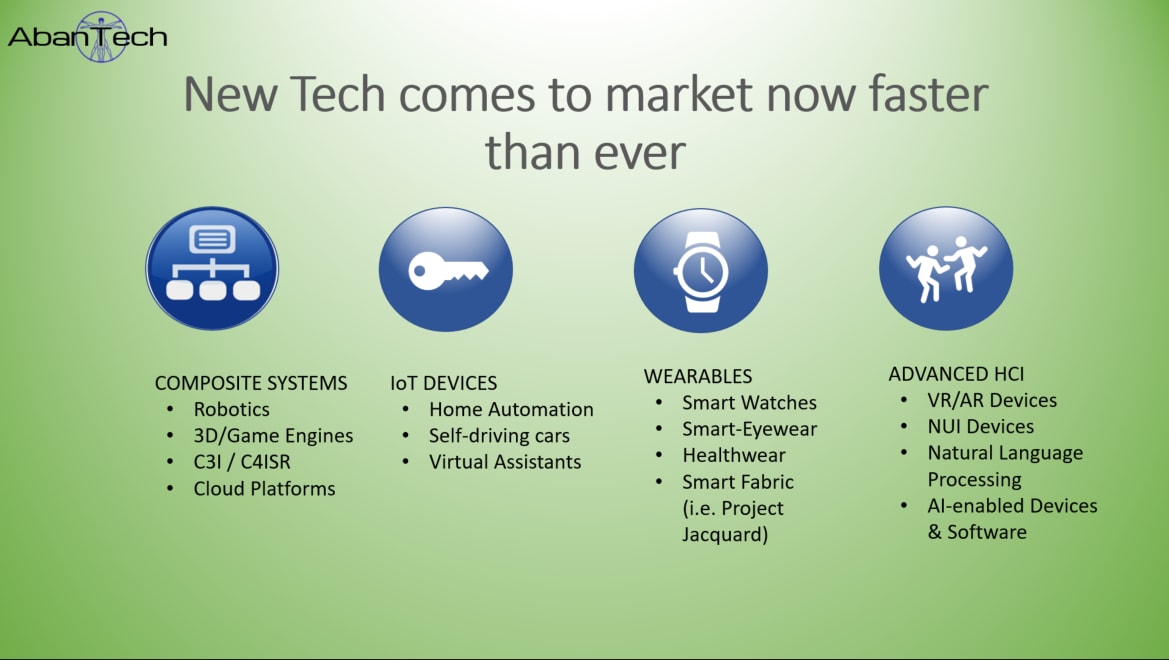 AbanTech
New Tech comes to market now faster
than ever
COMPOSITE SYSTEMS
• Robotics
• 3D/Game Engines
• C3I / C4ISR
• Cloud Platforms
IoT DEVICES
• Home Automation
• Self-driving cars
• Virtual Assistants
WEARABLES
• Smart Watches
• Smart-Eyewear
• Healthwear
• Smart Fabric
(i.e. Project
Jacquard)
ADVANCED HCI
• VR/AR Devices
• NUI Devices
• Natural Language
Processing
• AI-enabled Devices
& Software